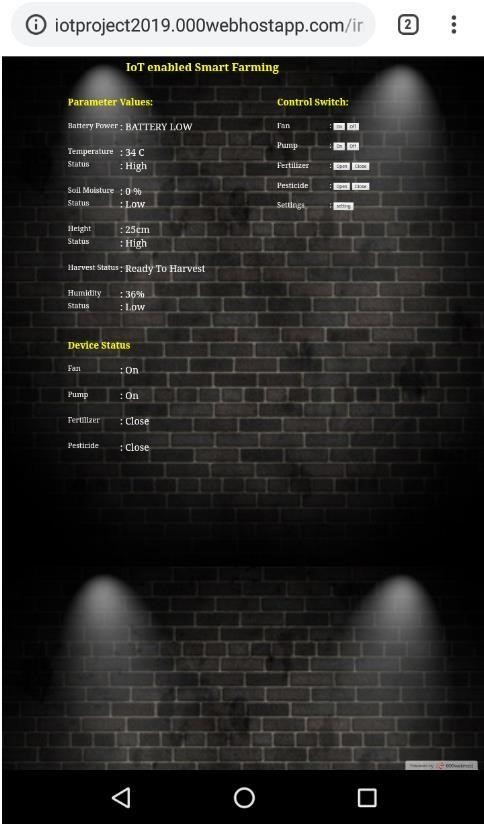 iotproject2019.000webhostapp.com/ir
2
IoT enabled Smart Farming
Parameter Values:
Battery Power : BATTERY LOW
Temperature : 34 C
Status : High
Soil Moisture : 0 %
Status : Low
Height : 25cm
Status : High
Harvest Status : Ready To Harvest
Humidity : 36%
Status : Low
Control Switch:
Fan : On Off
Pump : On Off
Fertilizer : Open Close
Pesticide : Open Close
Settings : setting
Device Status
Fan : On
Pump : On
Fertilizer : Close
Pesticide : Close
Powered by 000webhost